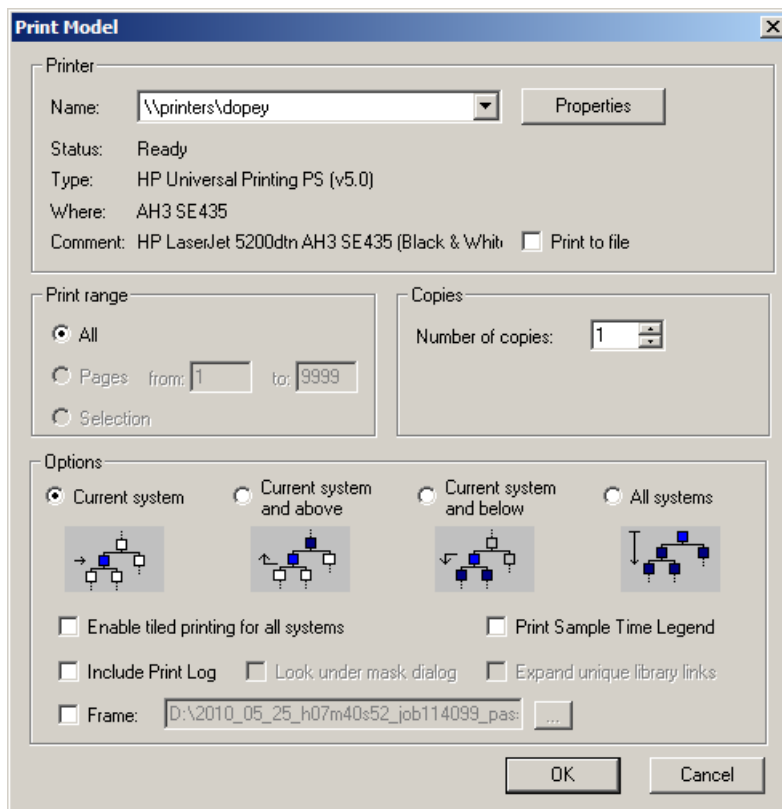 Print Model
Printer
Name: \\printers\dopey Properties
Status: Ready
Type: HP Universal Printing PS (v5.0)
Where: AH3 SE435
Comment: HP LaserJet 5200dtn AH3 SE435 (Black & Whit Print to file
Print range
All
Pages from: 1 to: 9999
Selection
Copies
Number of copies: 1
Options
Current system
Current system
and above
Current system
and below
All systems
Enable tiled printing for all systems Print Sample Time Legend
Include Print Log Look under mask dialog Expand unique library links
Frame: D:\2010_05_25_h07m40s52_job114099_pas ...
OK Cancel